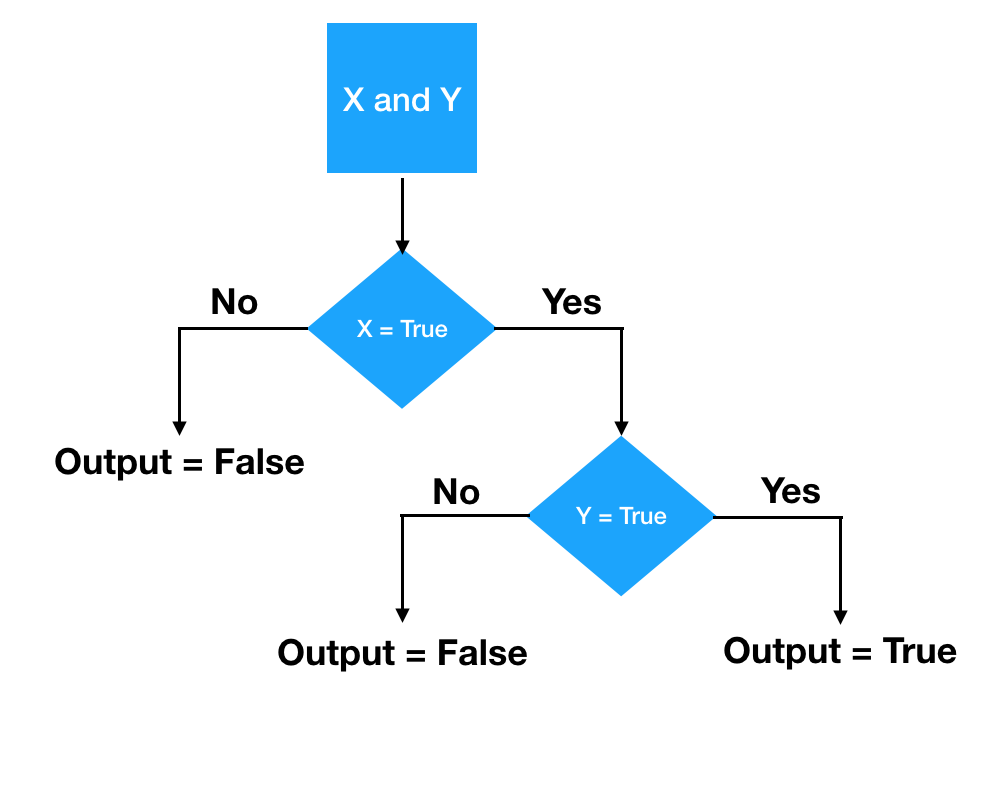 X and Y
X = True
No
Yes
Output = False
Y = True
No
Yes
Output = False
Output = True